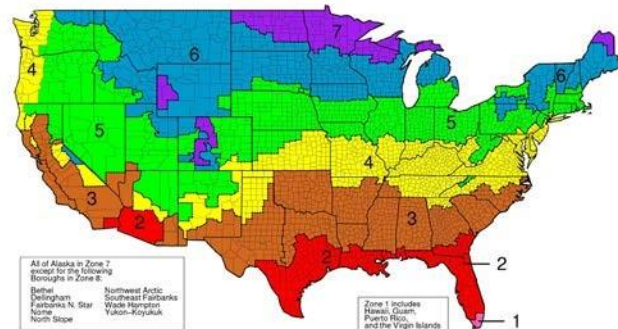 7
6
6
4
5
5
4
3
3
2
2
2
1
All of Alaska in Zone 7
except for the following
Boroughs in Zone 8:
Bethel Northwest Arctic
Dellingham Southeast Fairbanks
Fairbanks N. Star Wade Hampton
Nome Yukon-Koyukuk
North Slope
Zone 1 includes
Hawaii, Guam,
Puerto Rico,
and the Virgin Islands